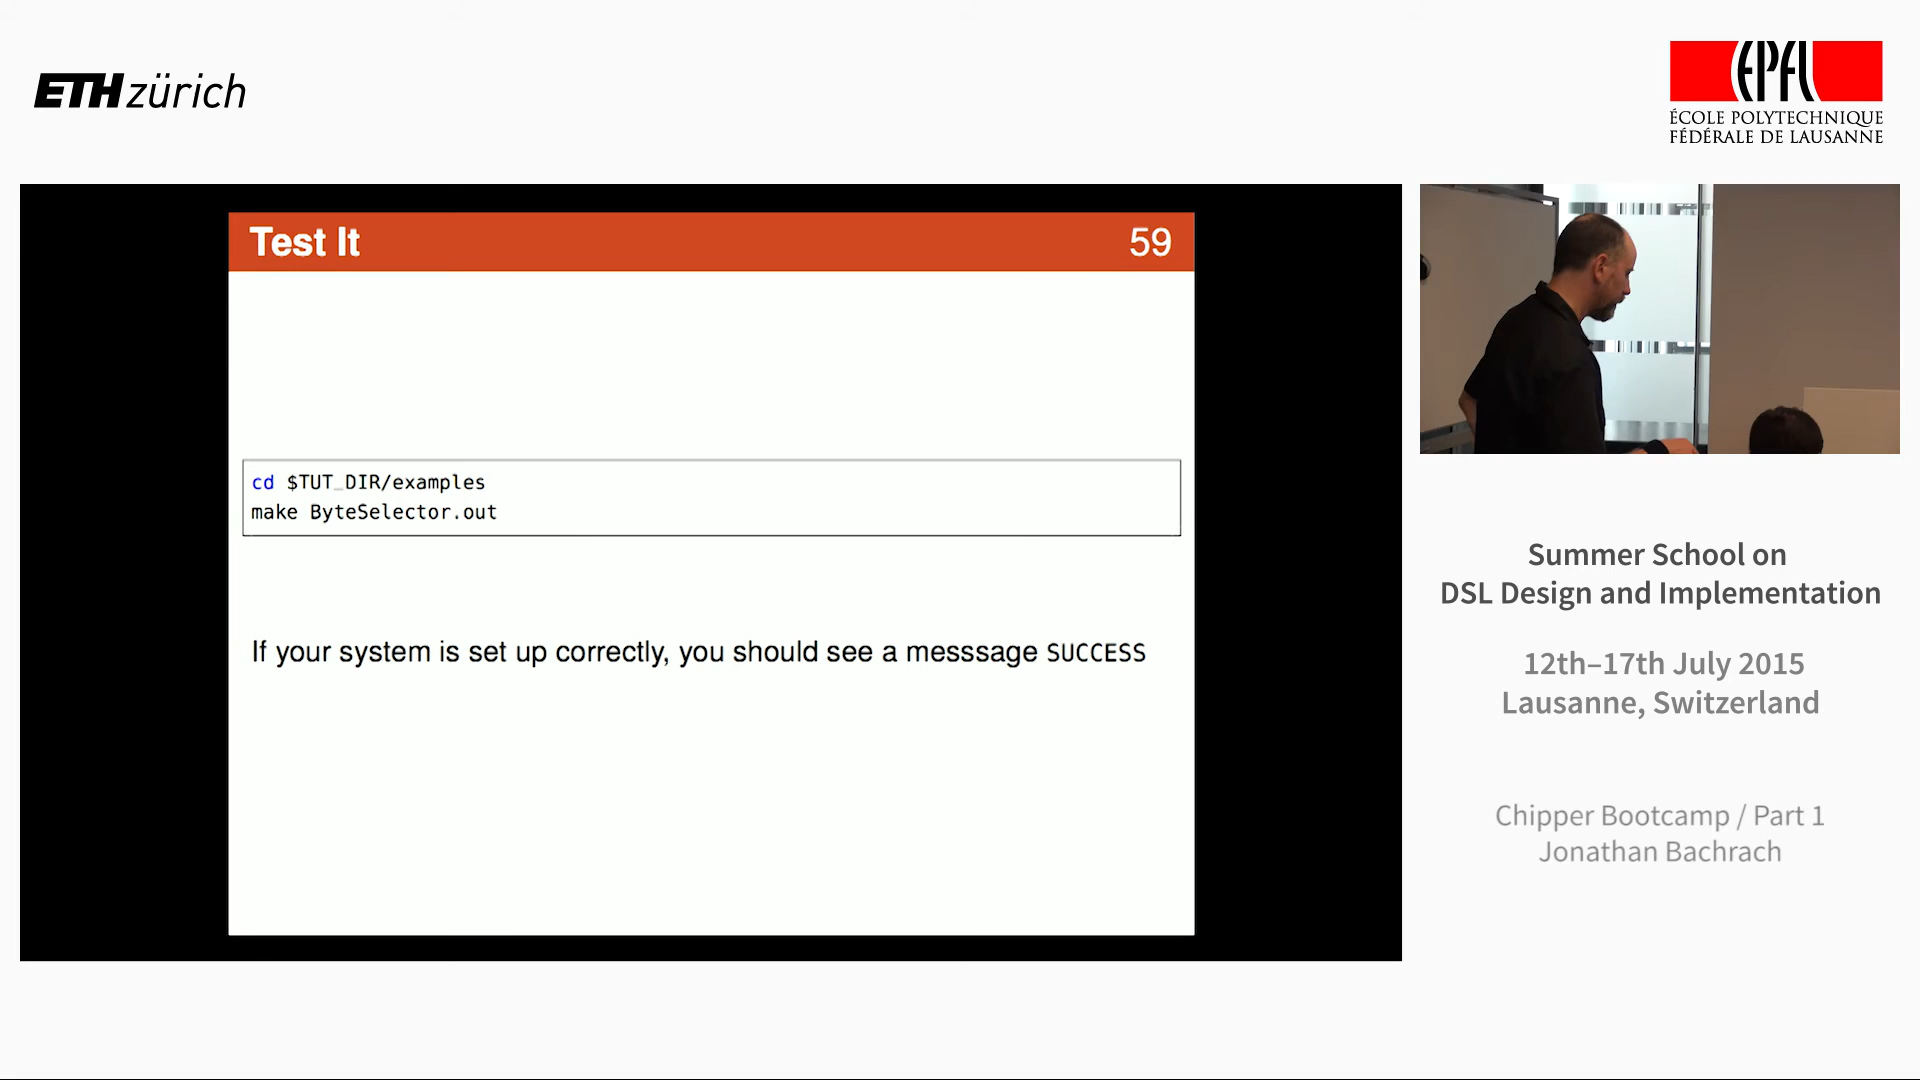 ETH zürich
EPFL
ÉCOLE POLYTECHNIQUE
FÉDÉRALE DE LAUSANNE
Test It
59
cd $TUT_DIR/examples
make ByteSelector.out
If your system is set up correctly, you should see a messsage SUCCESS
Summer School on
DSL Design and Implementation
12th–17th July 2015
Lausanne, Switzerland
Chipper Bootcamp / Part 1
Jonathan Bachrach